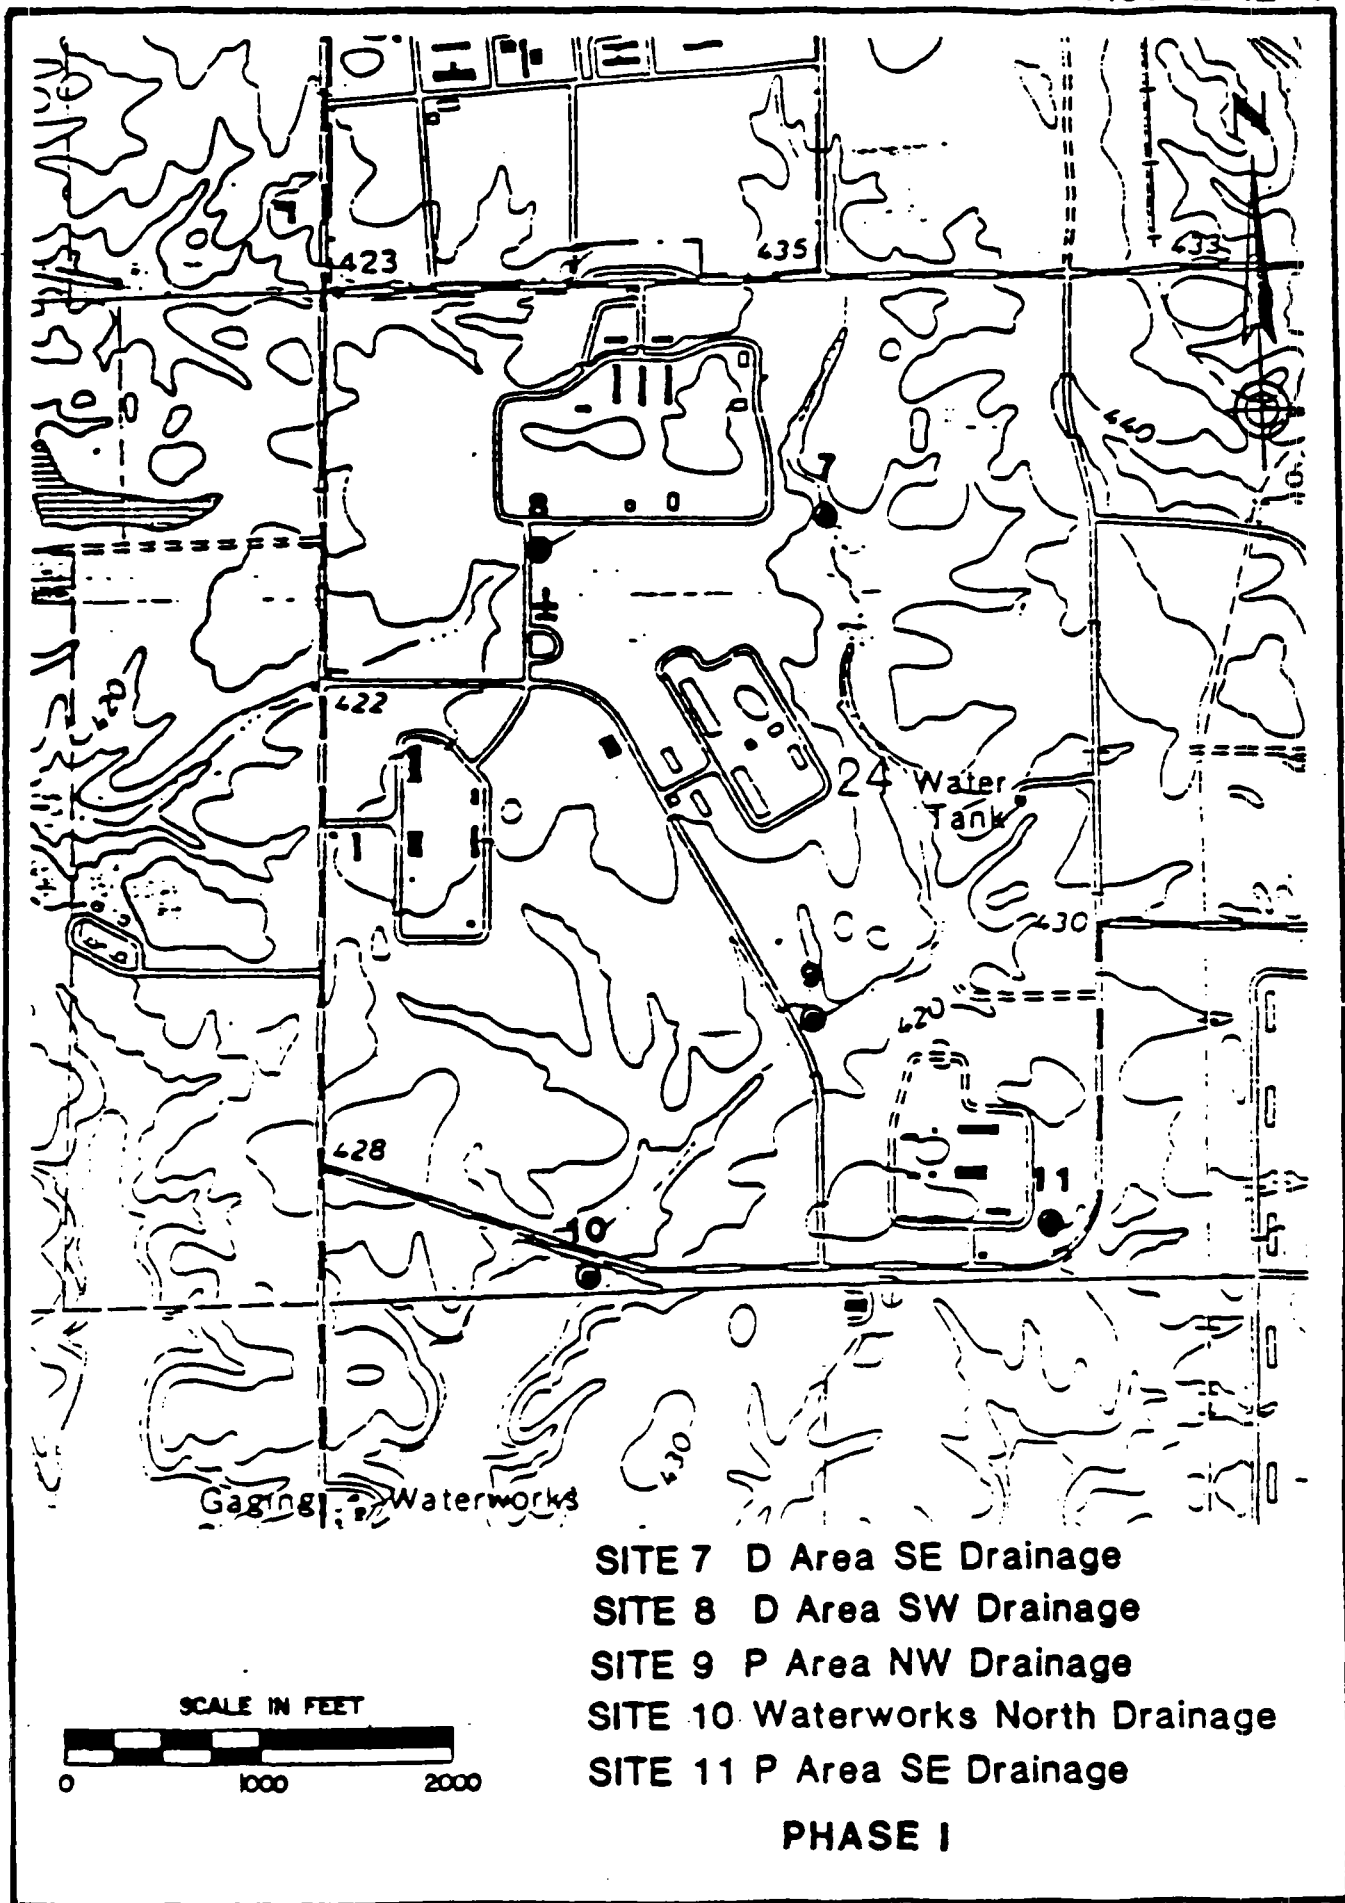 N
423
435
433
440
7
8
420
422
24 Water
Tank
430
9
420
428
11
10
430
Gaging
Waterworks
SITE 7 D Area SE Drainage
SITE 8 D Area SW Drainage
SITE 9 P Area NW Drainage
SITE 10 Waterworks North Drainage
SITE 11 P Area SE Drainage
SCALE IN FEET
0 1000 2000
PHASE I